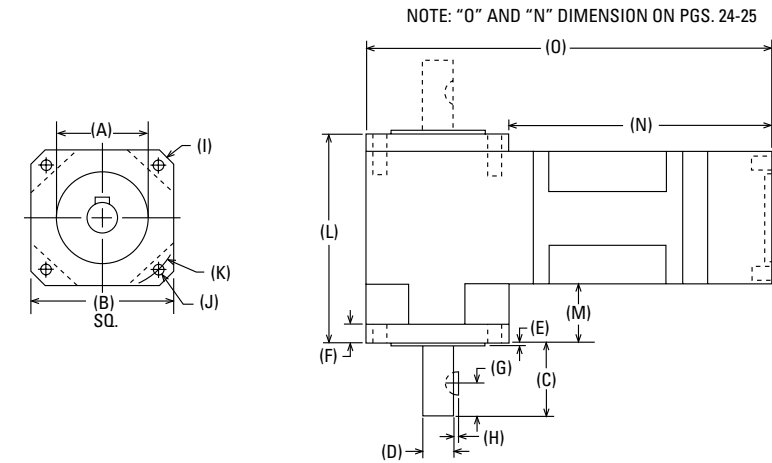 NOTE: “O” AND “N” DIMENSION ON PGS. 24-25
(O)
(A)
(I)
(N)
(L)
(K)
(J)
(B)
SQ.
(M)
(E)
(F)
(G)
(C)
(H)
(D)